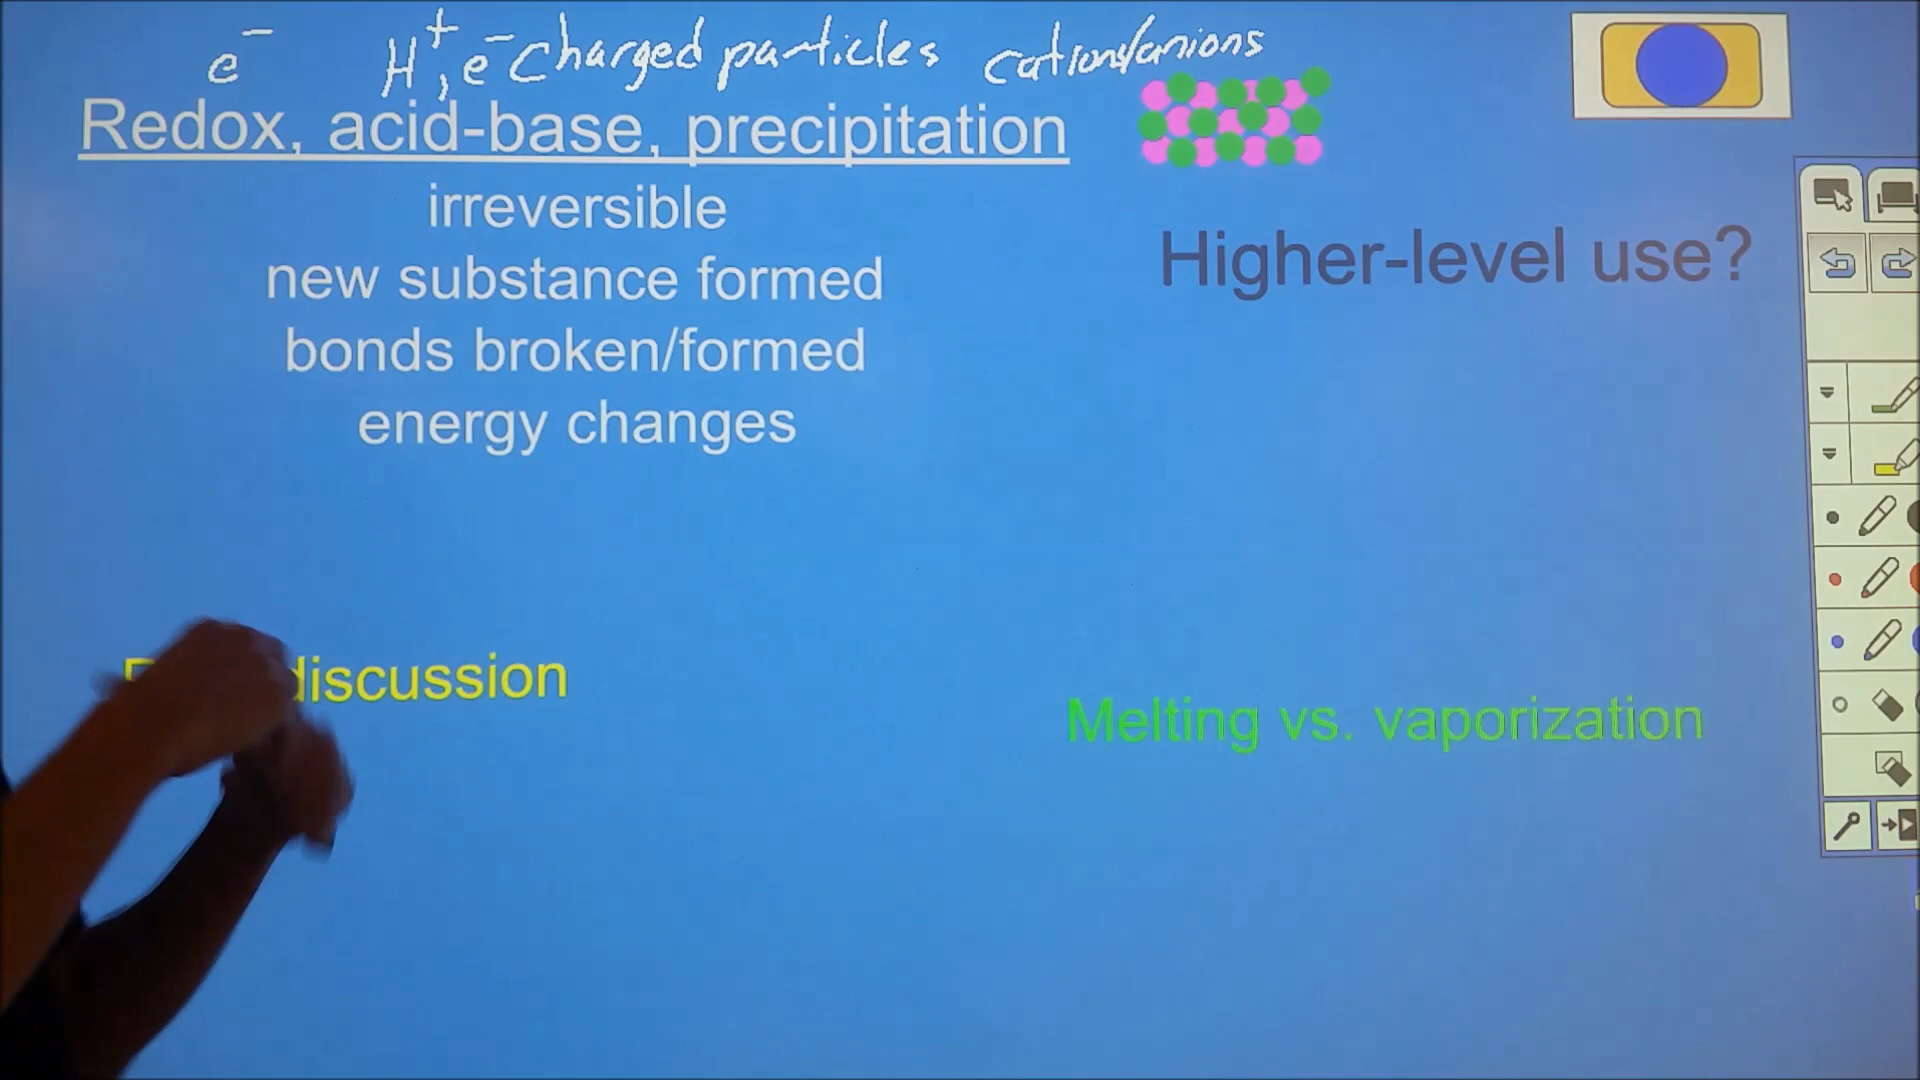 e⁻ H⁺, e⁻ charged particles cations/anions
Redox, acid-base, precipitation
irreversible
new substance formed
bonds broken/formed
energy changes
Higher-level use?
discussion
Melting vs. vaporization